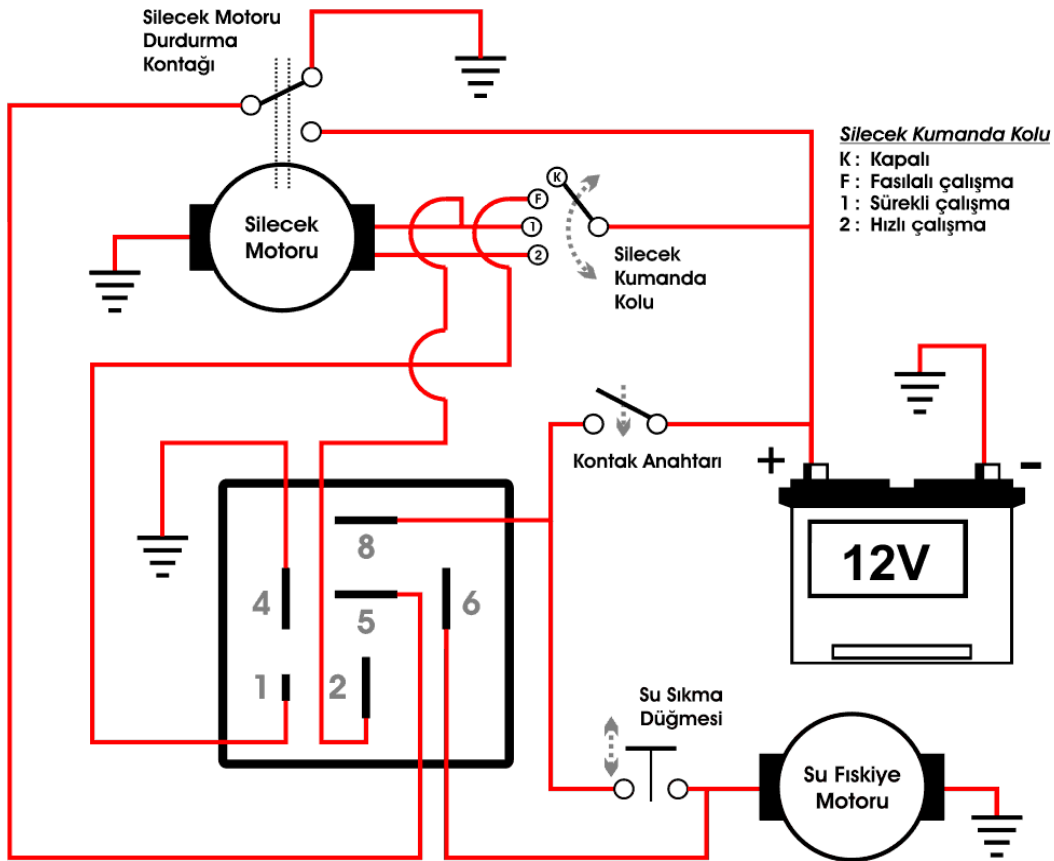 Silecek Motoru
Durdurma
Kontağı
Silecek Kumanda Kolu
K : Kapalı
F : Fasılalı çalışma
1 : Sürekli çalışma
2 : Hızlı çalışma
K
F
1
2
Silecek
Motoru
Silecek
Kumanda
Kolu
Kontak Anahtarı
+
-
12V
8
4
5
6
1
2
Su Sıkma
Düğmesi
Su Fıskiye
Motoru